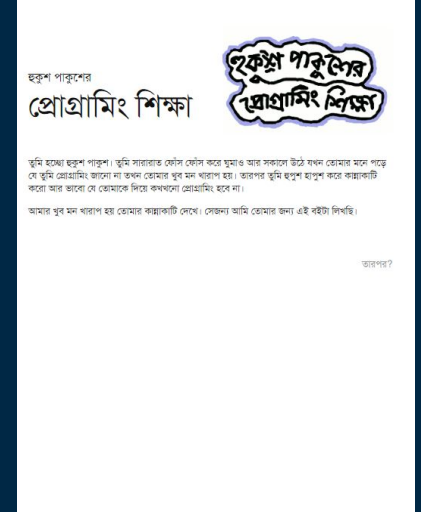 হুকুশ পাকুশের
প্রোগ্রামিং শিক্ষা
হুকুশ পাকুশের
প্রোগ্রামিং শিক্ষা
তুমি হচ্ছো হুকুশ পাকুশ। তুমি সারারাত ফোঁস ফোঁস করে ঘুমাও আর সকালে উঠে যখন তোমার মনে পড়ে
যে তুমি প্রোগ্রামিং জানো না তখন তোমার খুব মন খারাপ হয়। তারপর তুমি হুপুশ হাপুশ করে কান্নাকাটি
করো আর ভাবো যে তোমাকে দিয়ে কখখনো প্রোগ্রামিং হবে না।
আমার খুব মন খারাপ হয় তোমার কান্নাকাটি দেখে। সেজন্য আমি তোমার জন্য এই বইটা লিখছি।
তারপর?